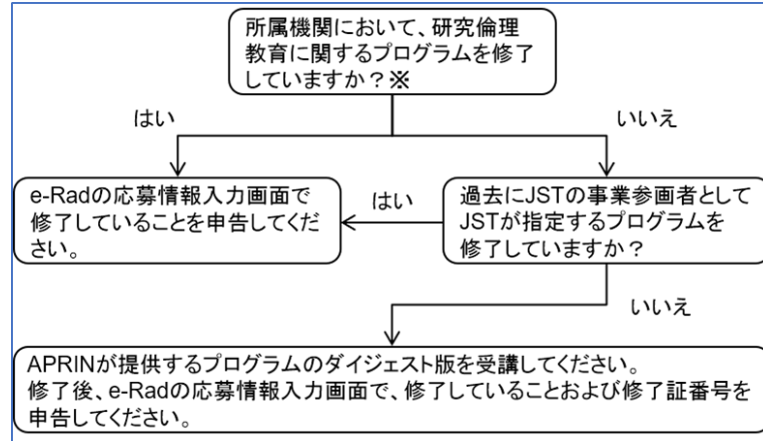 所属機関において、研究倫理
教育に関するプログラムを修了
していますか？※
はい
いいえ
e-Radの応募情報入力画面で
修了していることを申告してくだ
さい。
はい
過去にJSTの事業参画者として
JSTが指定するプログラムを
修了していますか？
いいえ
APRINが提供するプログラムのダイジェスト版を受講してください。
修了後、e-Radの応募情報入力画面で、修了していることおよび修了証番号を
申告してください。